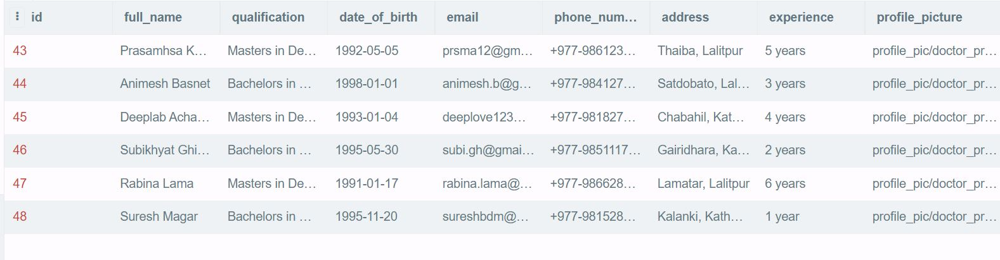 id full_name qualification date_of_birth email phone_num… address experience profile_picture
43 Prasamhsa K… Masters in De… 1992-05-05 prsma12@gm… +977-986123… Thaiba, Lalitpur 5 years profile_pic/doctor_pr…
44 Animesh Basnet Bachelors in … 1998-01-01 animesh.b@g… +977-984127… Satdobato, Lal… 3 years profile_pic/doctor_pr…
45 Deeplab Acha… Masters in De… 1993-01-04 deeplove123… +977-981827… Chabahil, Kat… 4 years profile_pic/doctor_pr…
46 Subikhyat Ghi… Bachelors in … 1995-05-30 subi.gh@gmai… +977-9851117… Gairidhara, Ka… 2 years profile_pic/doctor_pr…
47 Rabina Lama Masters in De… 1991-01-17 rabina.lama@… +977-986628… Lamatar, Lalitpur 6 years profile_pic/doctor_pr…
48 Suresh Magar Bachelors in … 1995-11-20 sureshbdm@… +977-981528… Kalanki, Kath… 1 year profile_pic/doctor_pr…